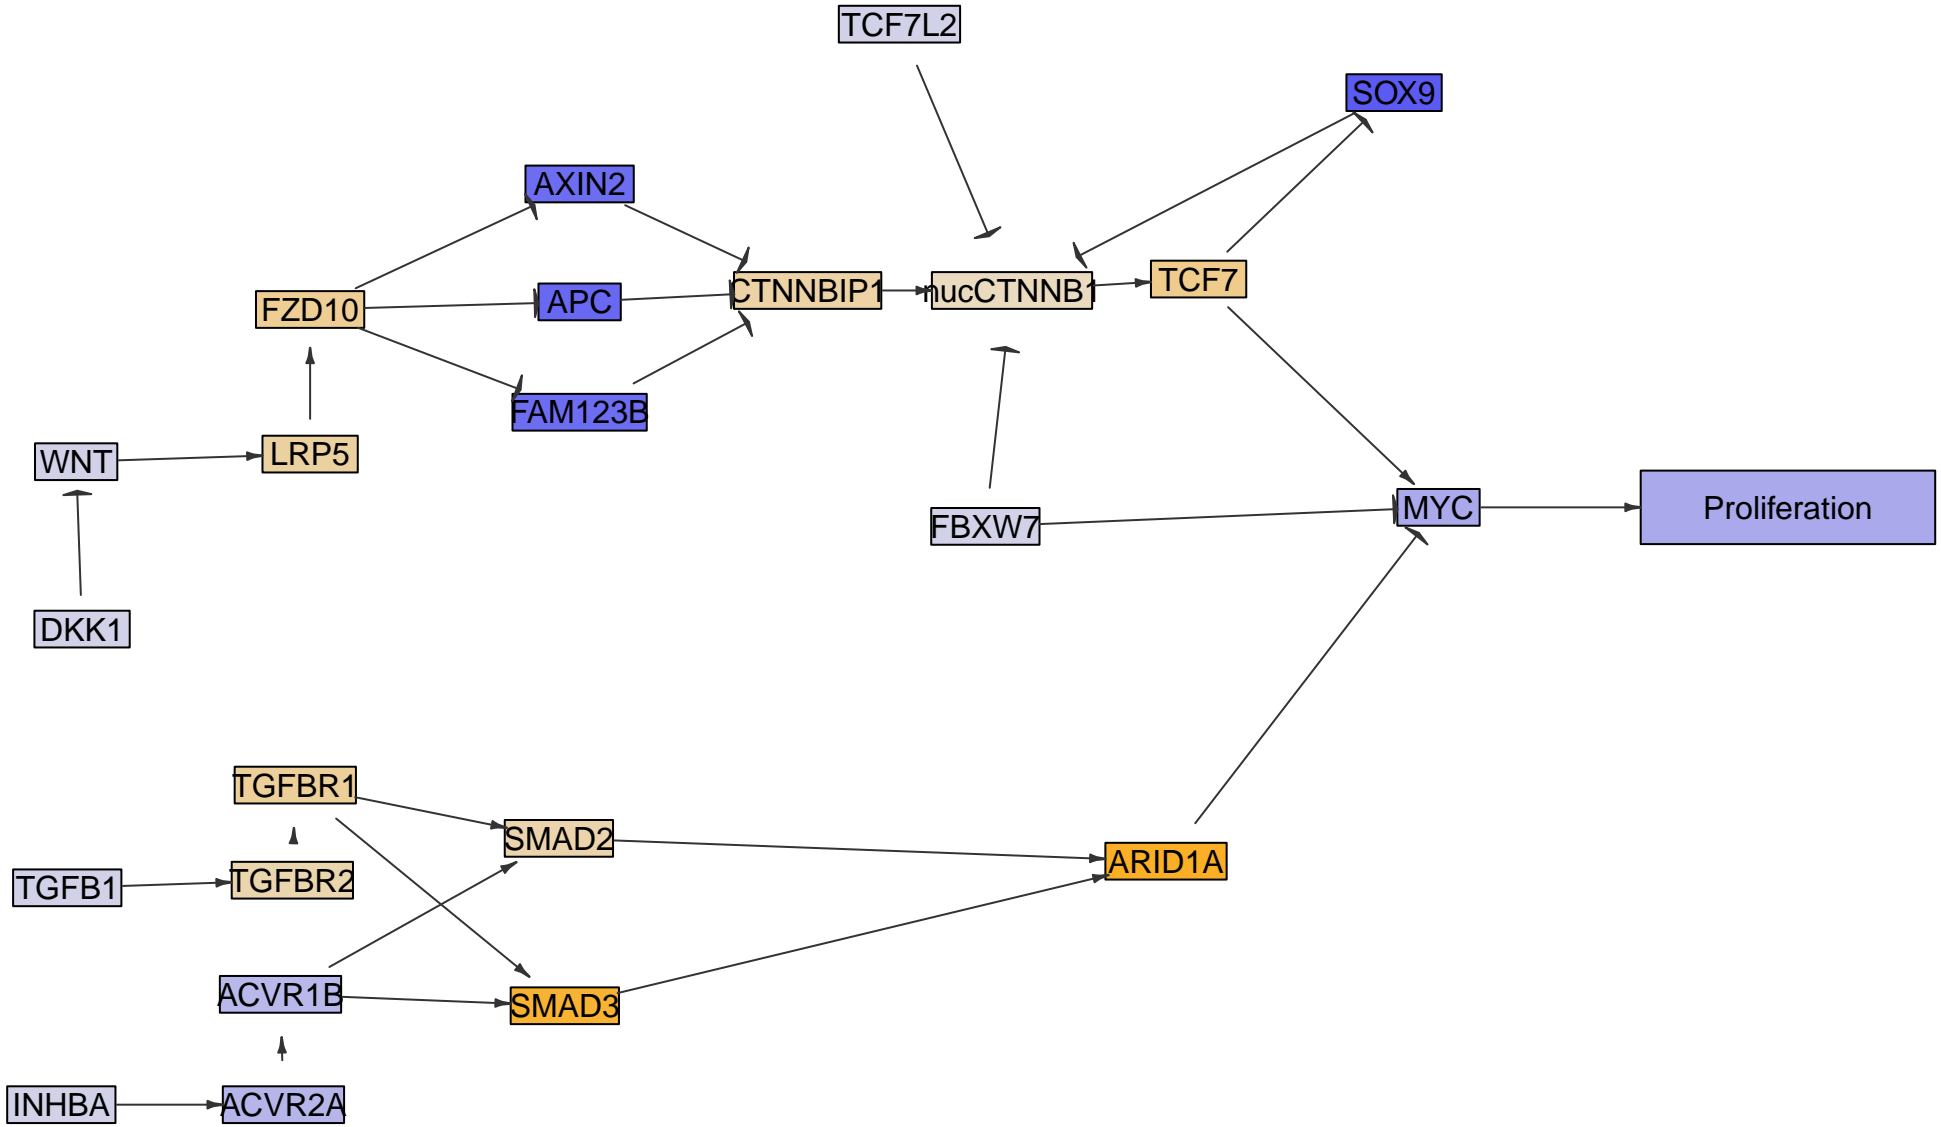 TCF7L2
SOX9
AXIN2
FZD10
APC
CTNNBIP1
nucCTNNB1
TCF7
FAM123B
WNT
LRP5
FBXW7
MYC
Proliferation
DKK1
TGFBR1
SMAD2
ARID1A
TGFB1
TGFBR2
ACVR1B
SMAD3
INHBA
ACVR2A